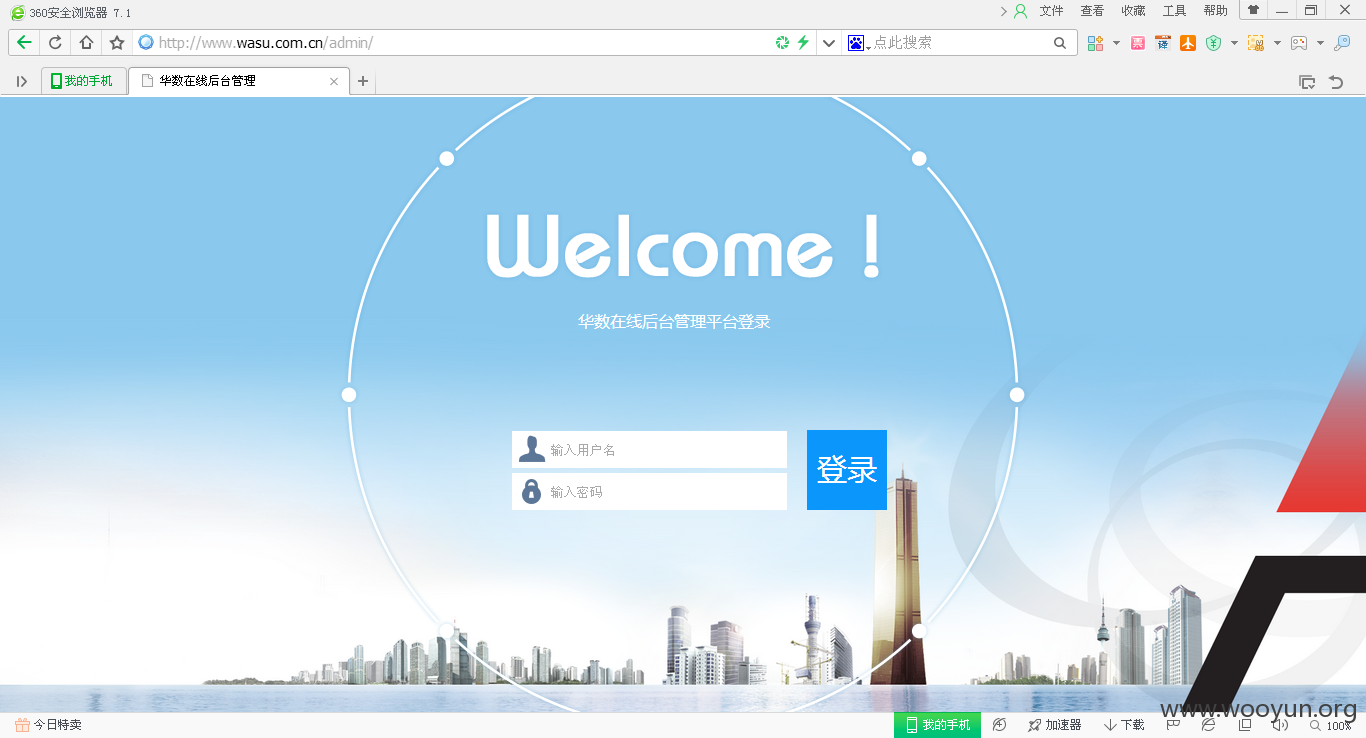 360安全浏览器 7.1
文件 查看 收藏 工具 帮助
http://www.wasu.com.cn/admin/
点此搜索
票
译
我的手机
华数在线后台管理
Welcome !
华数在线后台管理平台登录
输入用户名
登录
输入密码
www.wooyun.org
今日特卖
我的手机
加速器
下载
100%